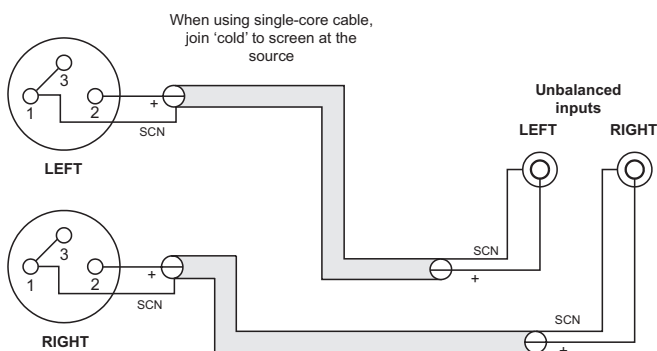 When using single-core cable,
join ‘cold’ to screen at the
source
3
1
2
+
SCN
LEFT
Unbalanced
inputs
LEFT
RIGHT
SCN
+
3
1
2
+
SCN
RIGHT
SCN
+